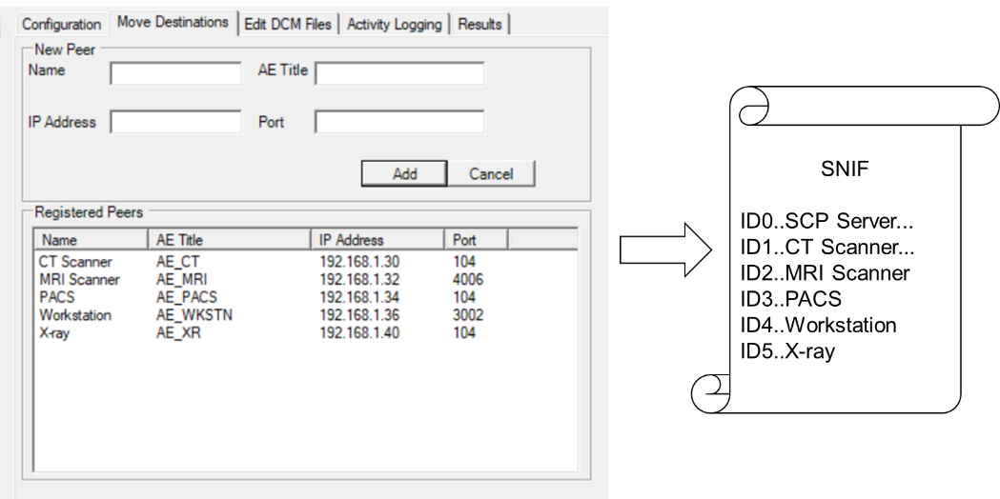 Configuration Move Destinations Edit DCM Files Activity Logging Results
New Peer
Name AE Title
IP Address Port
Add Cancel
Registered Peers
Name AE Title IP Address Port
CT Scanner AE_CT 192.168.1.30 104
MRI Scanner AE_MRI 192.168.1.32 4006
PACS AE_PACS 192.168.1.34 104
Workstation AE_WKSTN 192.168.1.36 3002
X-ray AE_XR 192.168.1.40 104
SNIF
ID0..SCP Server...
ID1..CT Scanner...
ID2..MRI Scanner
ID3..PACS
ID4..Workstation
ID5..X-ray